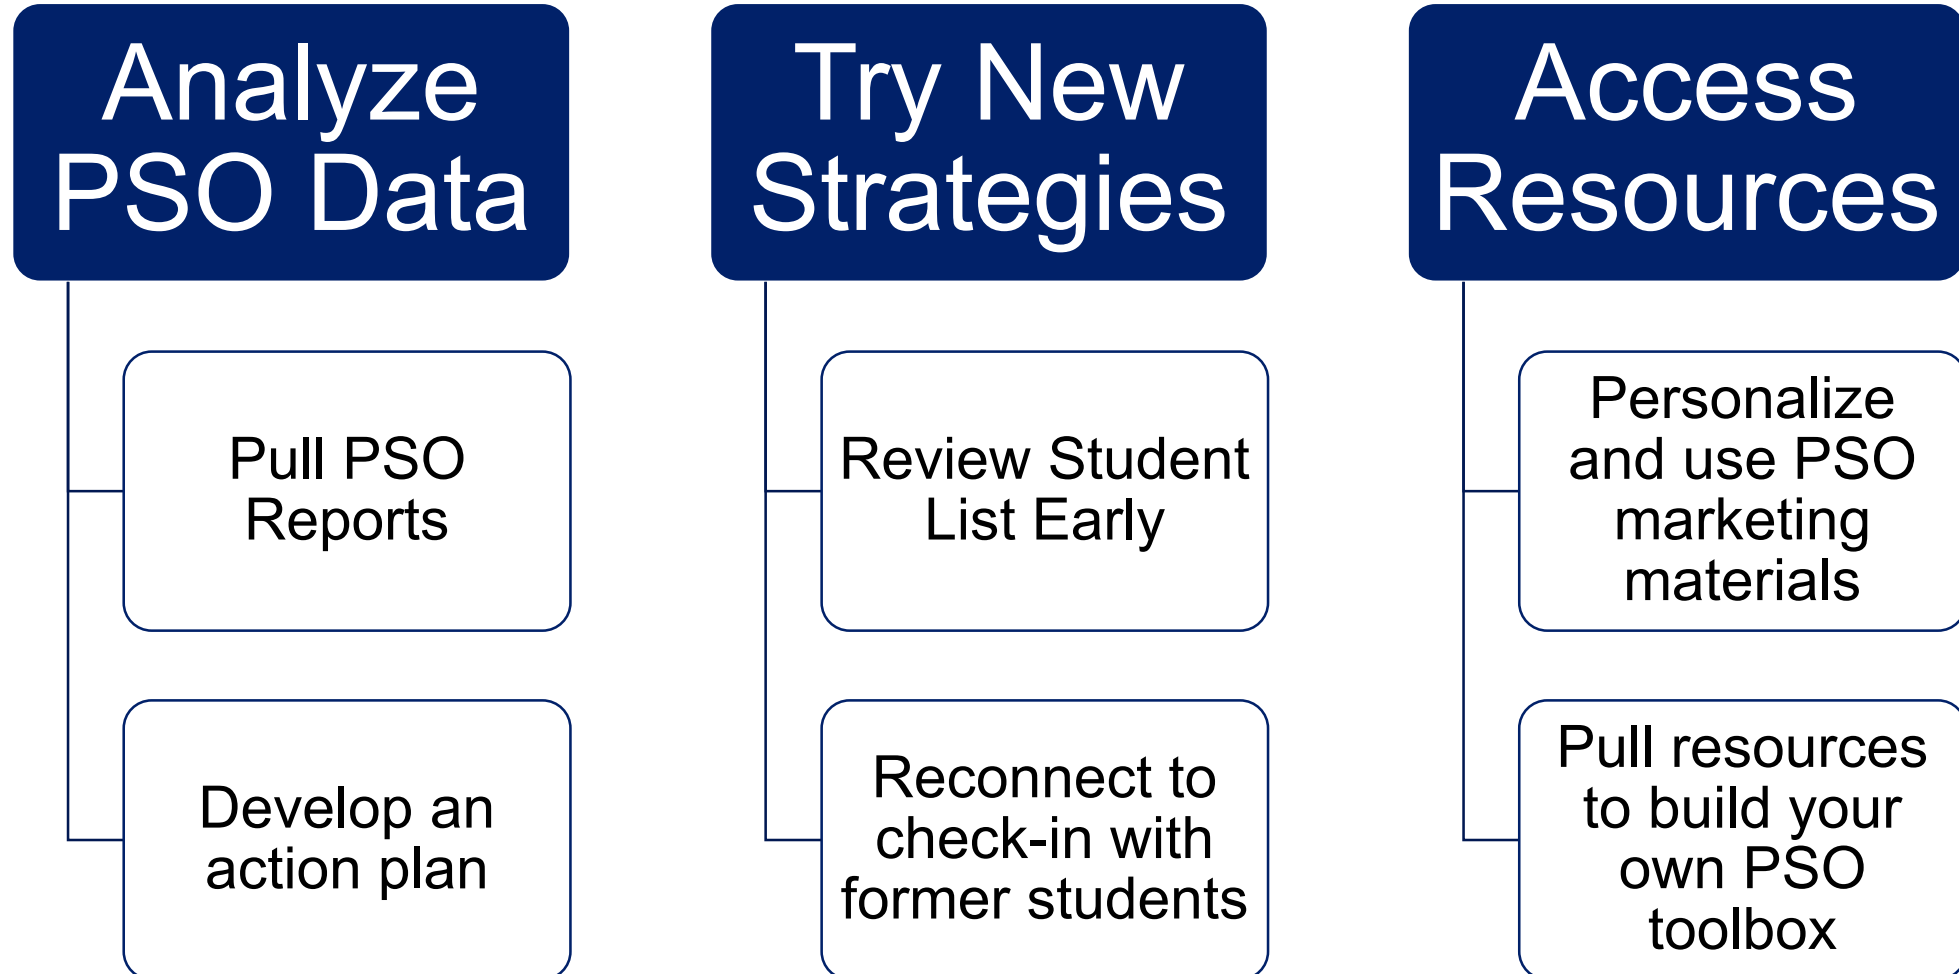 Analyze
PSO Data
Pull PSO
Reports
Develop an
action plan
Try New
Strategies
Review Student
List Early
Reconnect to
check-in with
former students
Access
Resources
Personalize
and use PSO
marketing
materials
Pull resources
to build your
own PSO
toolbox